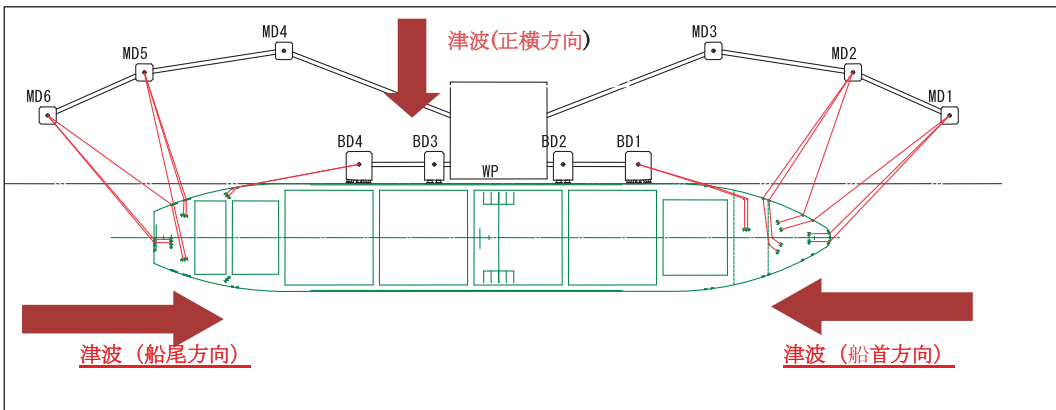 MD4
津波(正横方向)
MD3
MD5
MD2
MD6
MD1
BD4
BD3
BD2
BD1
WP
津波（船尾方向）
津波（船首方向）